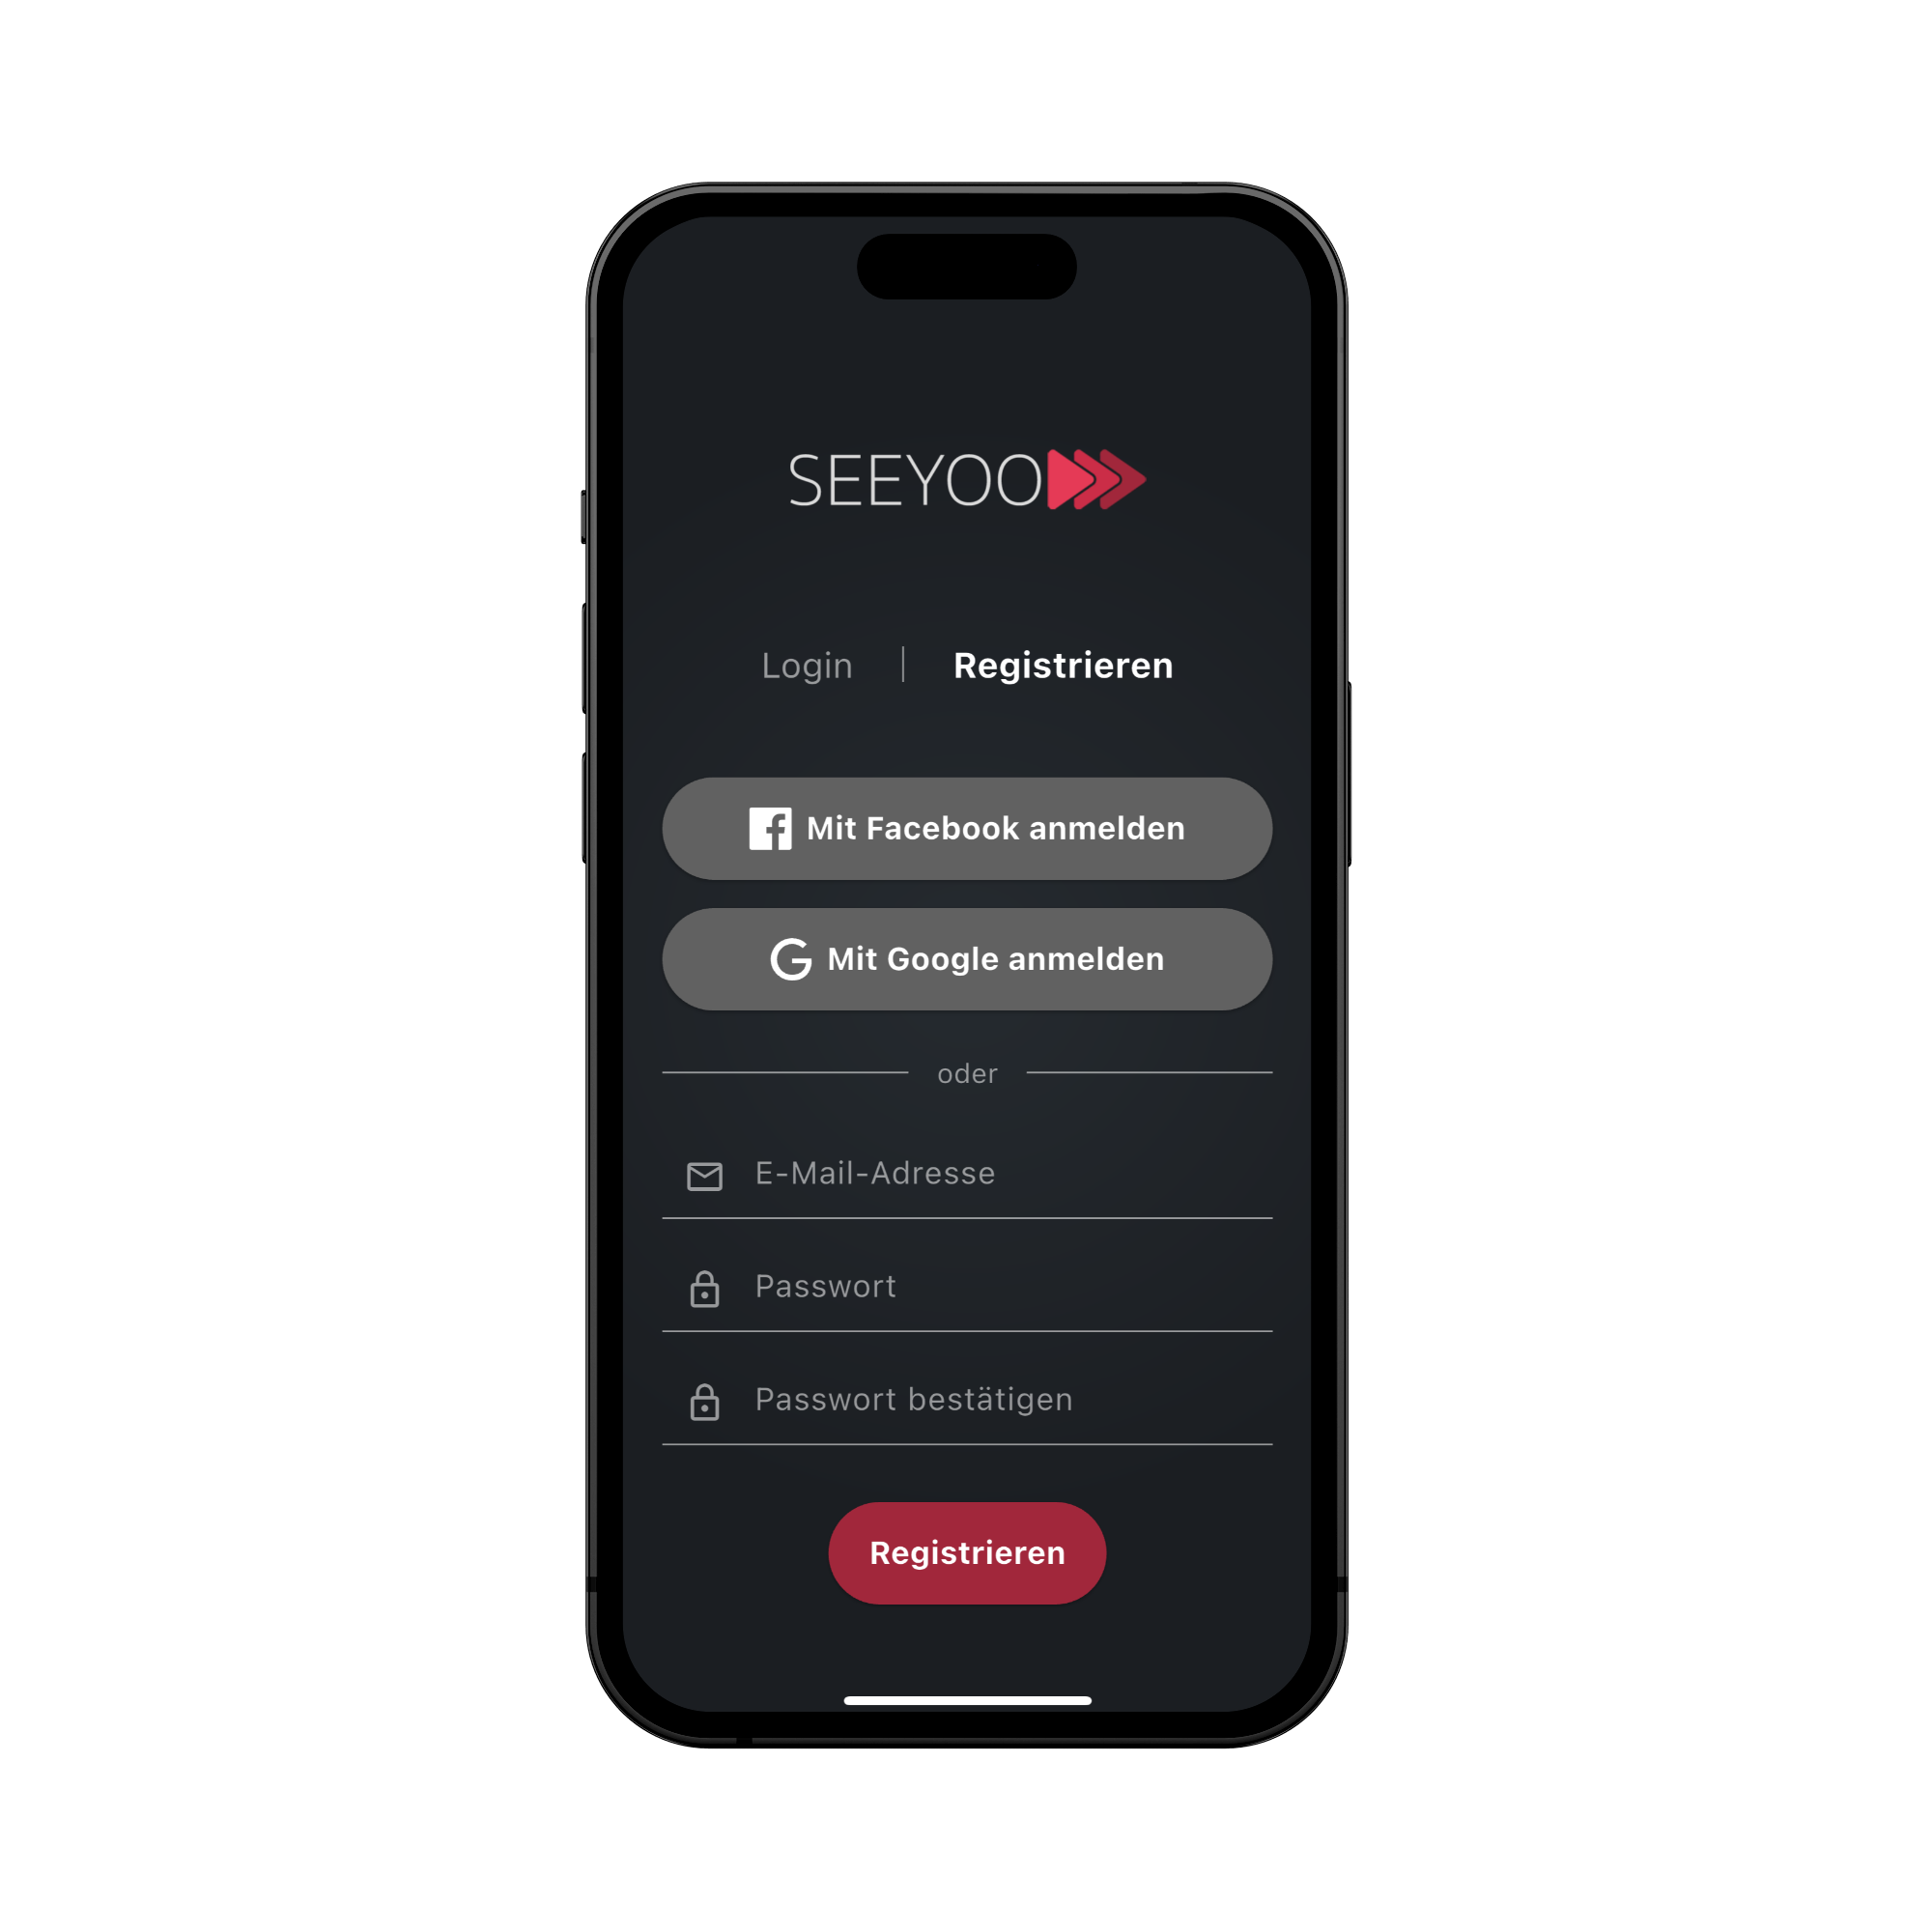 SEEYOO
Login | Registrieren
Mit Facebook anmelden
Mit Google anmelden
oder
E-Mail-Adresse
Passwort
Passwort bestätigen
Registrieren